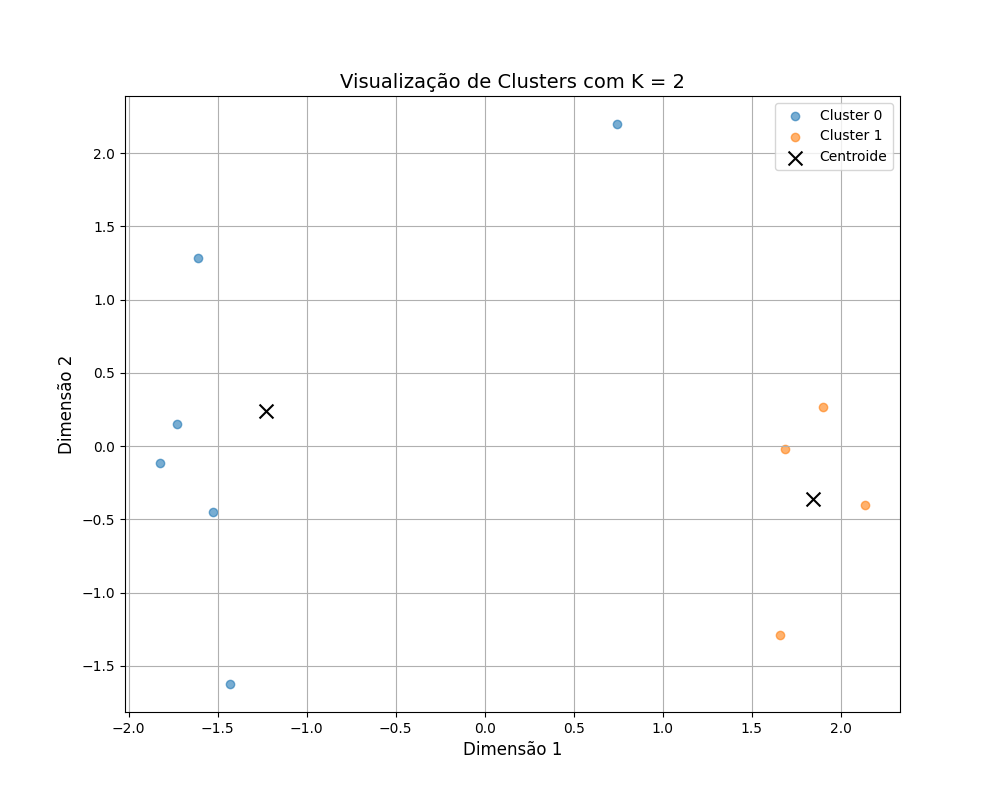 Visualização de Clusters com K = 2
Cluster 0
Cluster 1
Centroide
2.0
1.5
1.0
0.5
0.0
−0.5
−1.0
−1.5
Dimensão 2
−2.0 −1.5 −1.0 −0.5 0.0 0.5 1.0 1.5 2.0
Dimensão 1